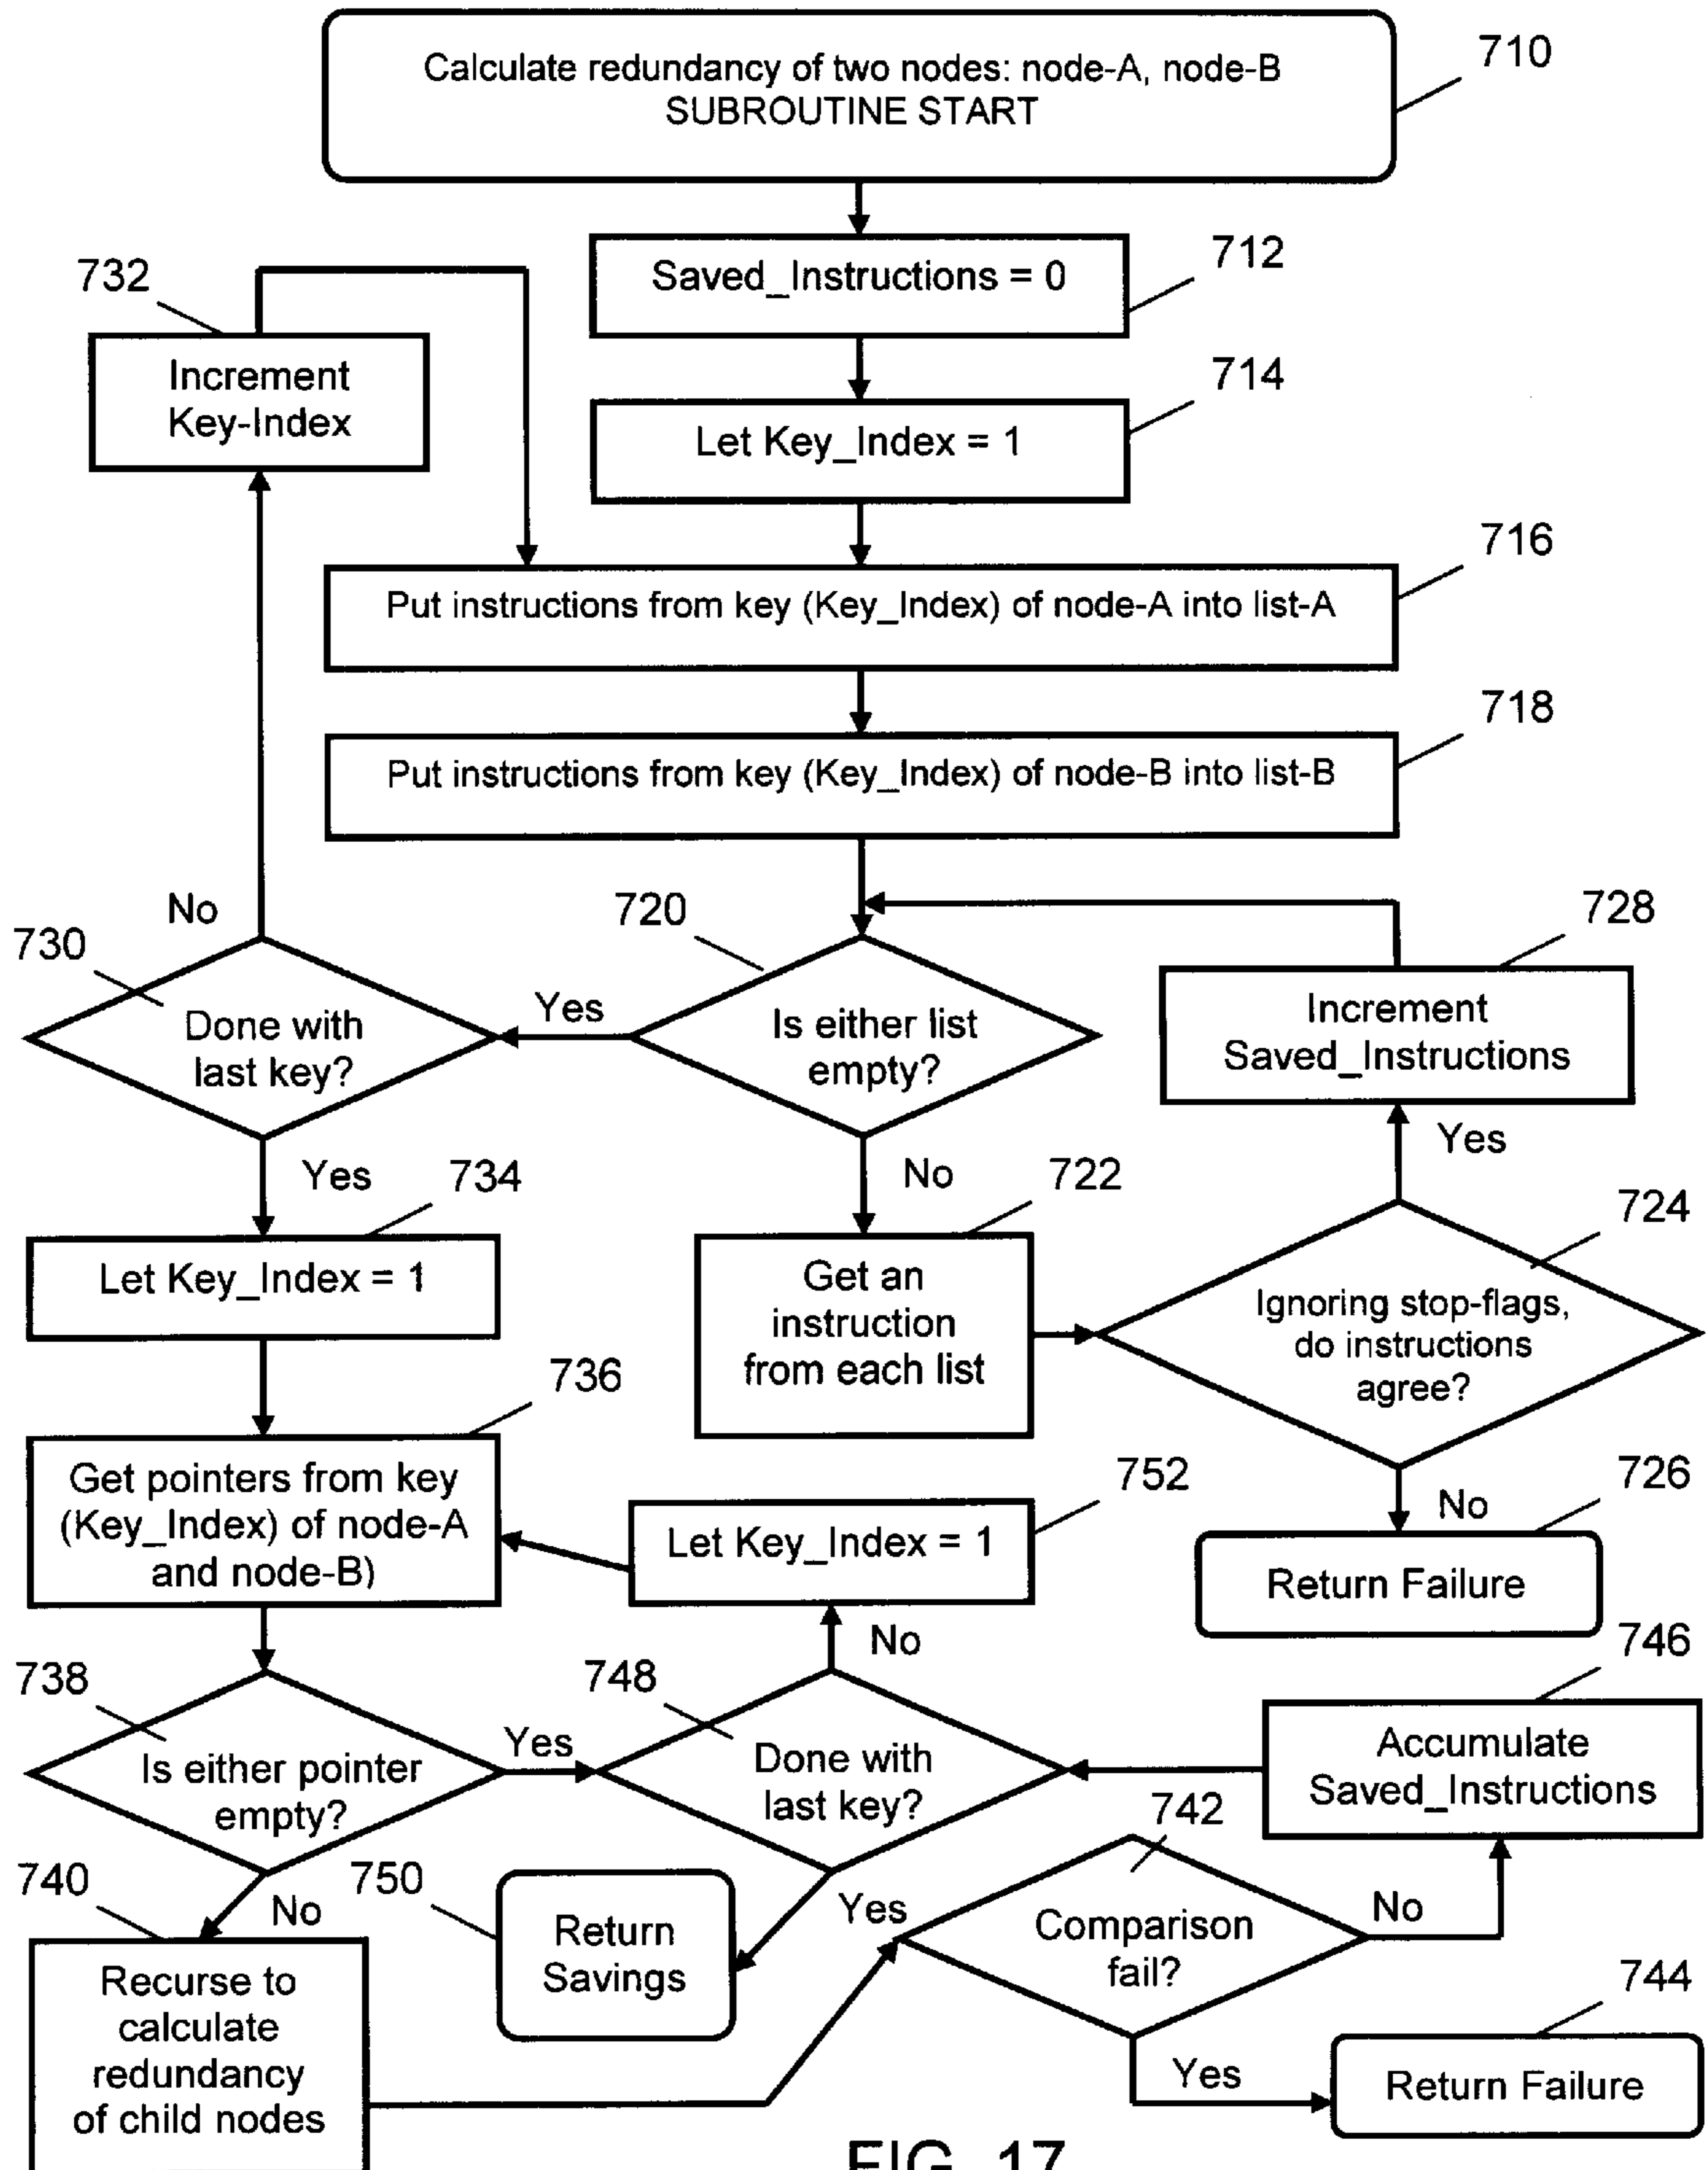 Calculate redundancy of two nodes: node-A, node-B
SUBROUTINE START
710
Saved_Instructions = 0
712
732
Increment
Key-Index
Let Key_Index = 1
714
716
Put instructions from key (Key_Index) of node-A into list-A
718
Put instructions from key (Key_Index) of node-B into list-B
No
720
728
730
Done with
last key?
Yes
Is either list
empty?
Increment
Saved_Instructions
Yes
Yes
734
No
722
724
Let Key_Index = 1
Get an
instruction
from each list
Ignoring stop-flags,
do instructions
agree?
736
Get pointers from key
(Key_Index) of node-A
and node-B)
752
Let Key_Index = 1
No
726
Return Failure
No
738
748
746
Is either pointer
empty?
Yes
Done with
last key?
Accumulate
Saved_Instructions
742
740
No
750
Return
Savings
Yes
Comparison
fail?
No
Recurse to
calculate
redundancy
of child nodes
744
Yes
Return Failure
FIG. 17